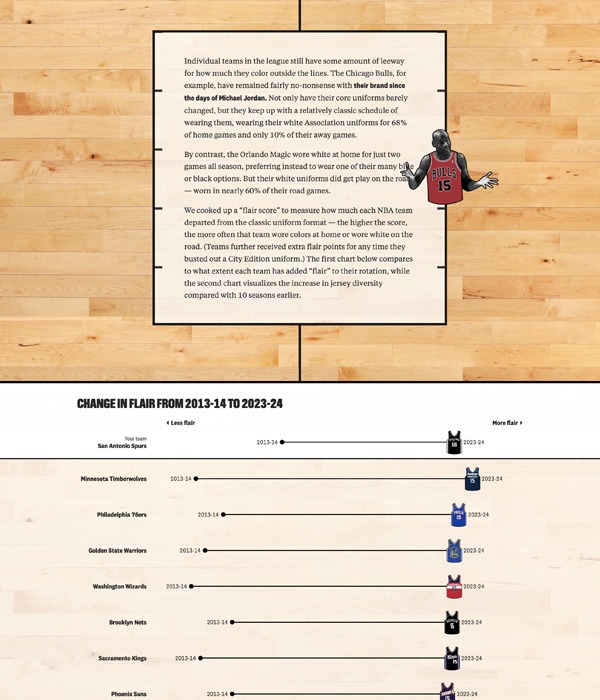 Individual teams in the league still have some amount of leeway
for how much they color outside the lines. The Chicago Bulls, for
example, have remained fairly no-nonsense with their brand since
the days of Michael Jordan. Not only have their core uniforms barely
changed, but they keep up with a relatively classic schedule of
wearing them, wearing their white Association uniforms for 68%
of home games and only 10% of their away games.
By contrast, the Orlando Magic wore white at home for just two
games all season, preferring instead to wear one of their many blue
or black options. But their white uniforms did get play on the road
— worn in nearly 60% of their road games.
BULLS
15
We cooked up a “flair score” to measure how much each NBA team
departed from the classic uniform format — the higher the score,
the more often that team wore colors at home or wore white on the
road. (Teams further received extra flair points for any time they
busted out a City Edition uniform.) The first chart below compares
to what extent each team has added “flair” to their rotation, while
the second chart visualizes the increase in jersey diversity
compared with 10 seasons earlier.
CHANGE IN FLAIR FROM 2013-14 TO 2023-24
Less flair
More flair
Your team
San Antonio Spurs
2013-14
2023-24
Minnesota Timberwolves
2013-14
2023-24
Philadelphia 76ers
2013-14
2023-24
Golden State Warriors
2013-14
2023-24
Washington Wizards
2013-14
2023-24
Brooklyn Nets
2013-14
2023-24
Sacramento Kings
2013-14
2023-24
Phoenix Suns
2013-14
2023-24